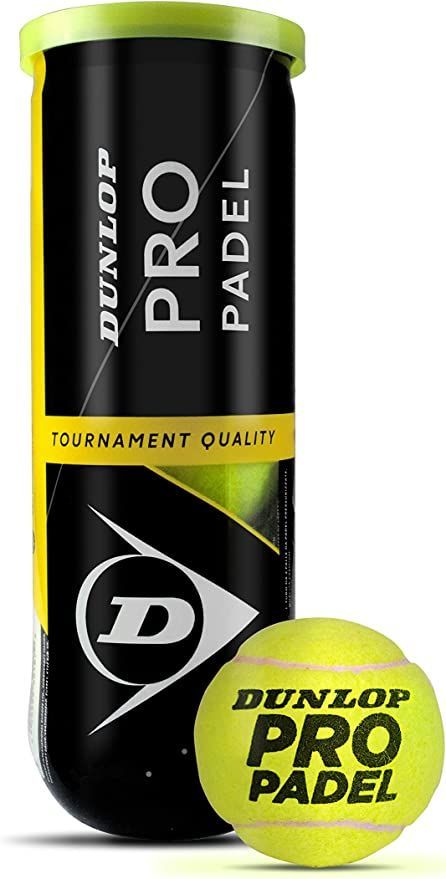 DUNLOP
PRO
PADEL
TOURNAMENT QUALITY
D
DUNLOP
PRO
PADEL